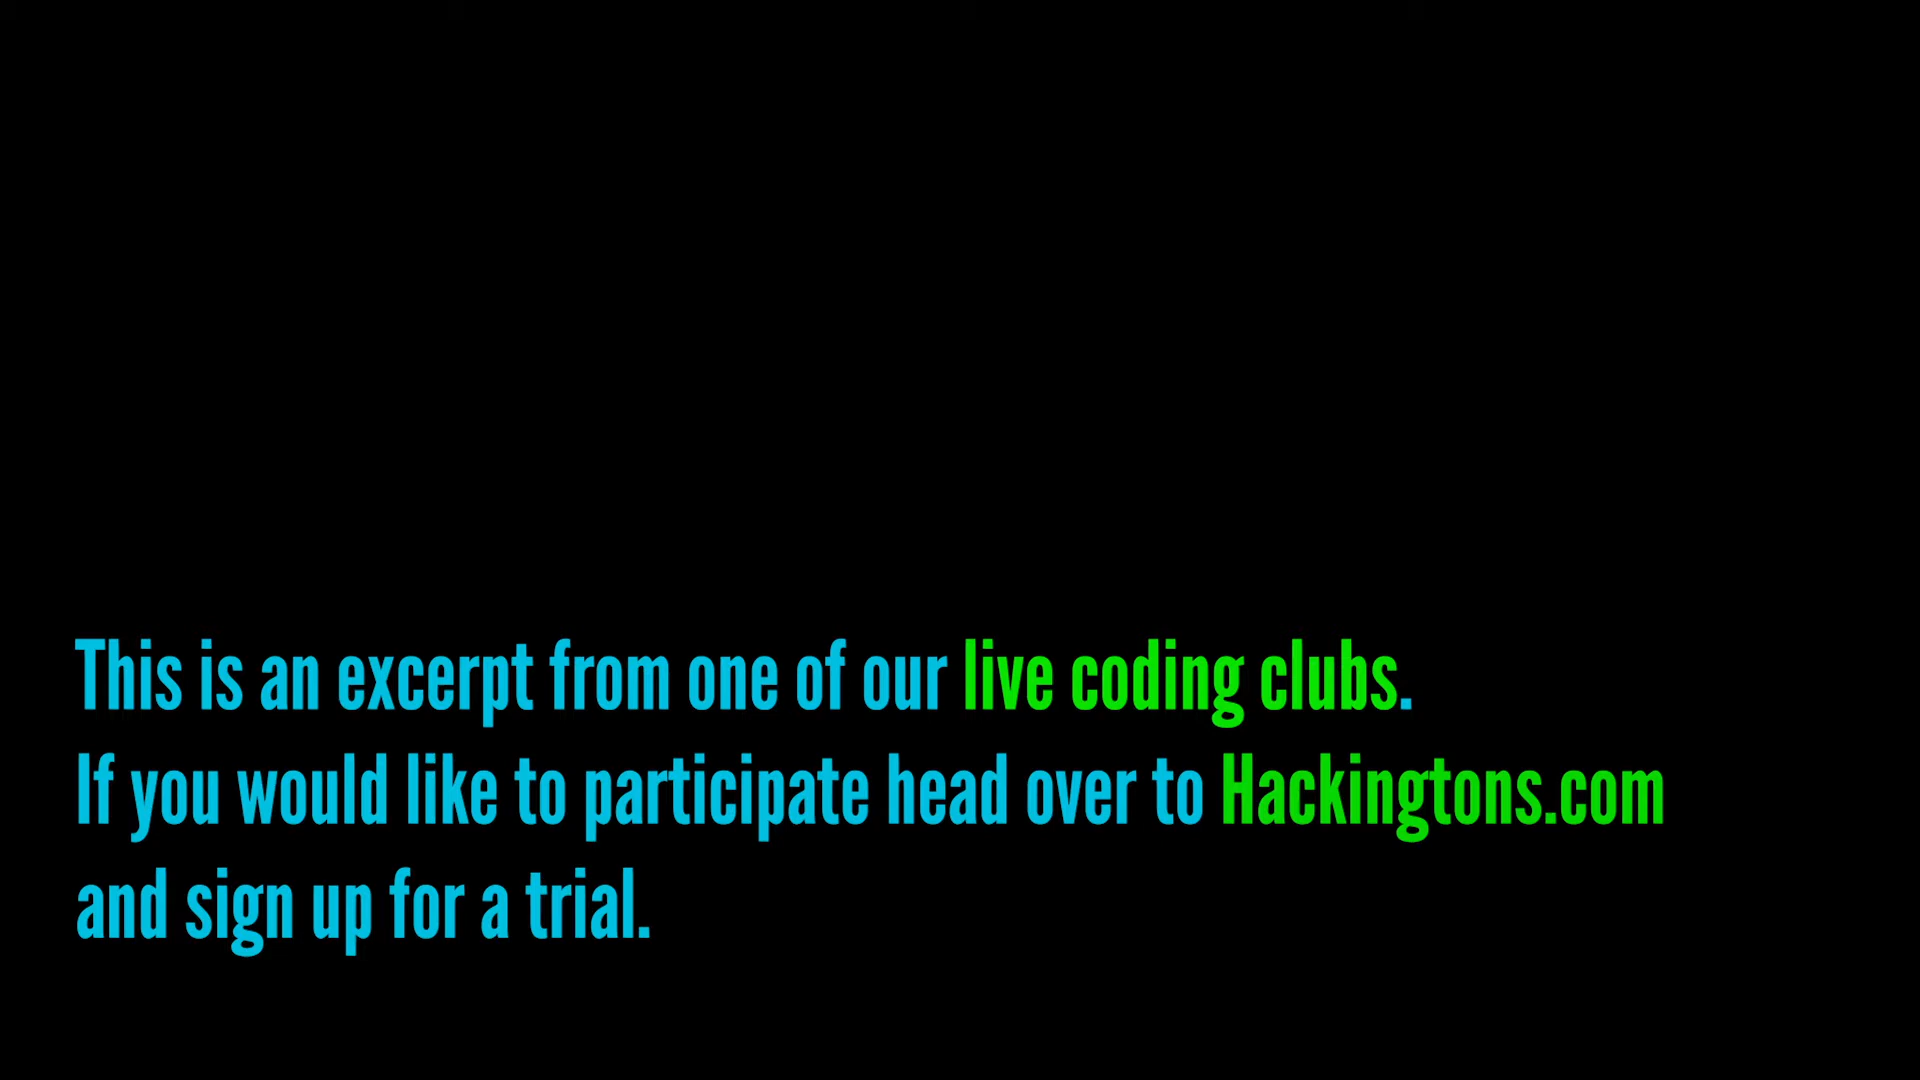 This is an excerpt from one of our live coding clubs.
If you would like to participate head over to Hackingtons.com
and sign up for a trial.